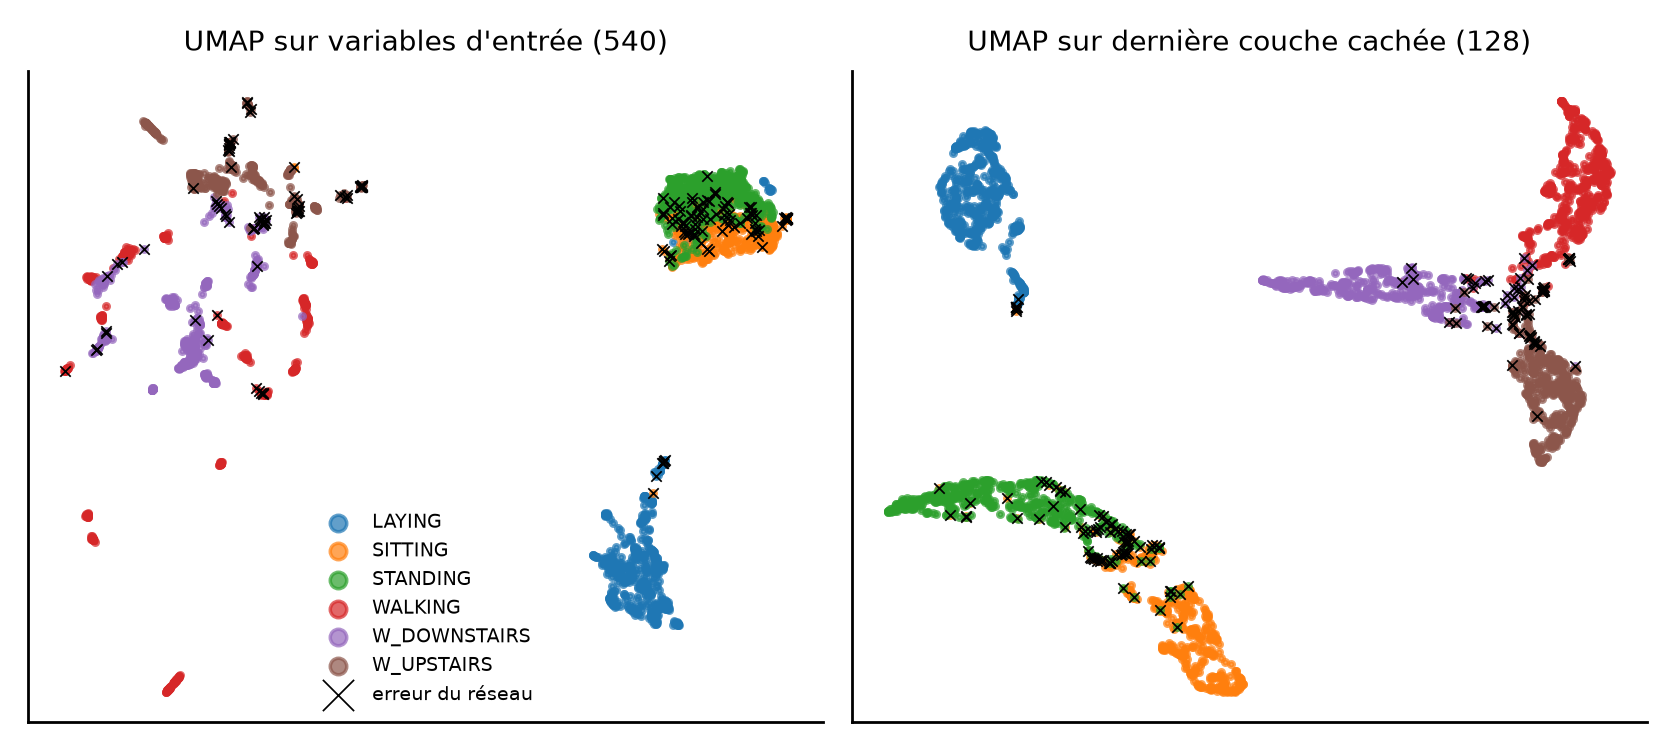 UMAP sur variables d'entrée (540)
UMAP sur dernière couche cachée (128)
LAYING
SITTING
STANDING
WALKING
W_DOWNSTAIRS
W_UPSTAIRS
erreur du réseau